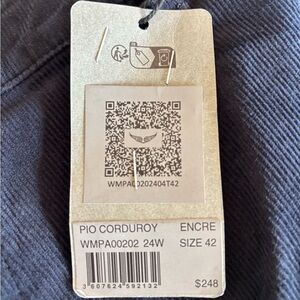 WMPA00202404T42
PIO CORDUROY ENCRE
WMPA00202 24W SIZE 42
3 607624 592132
$248